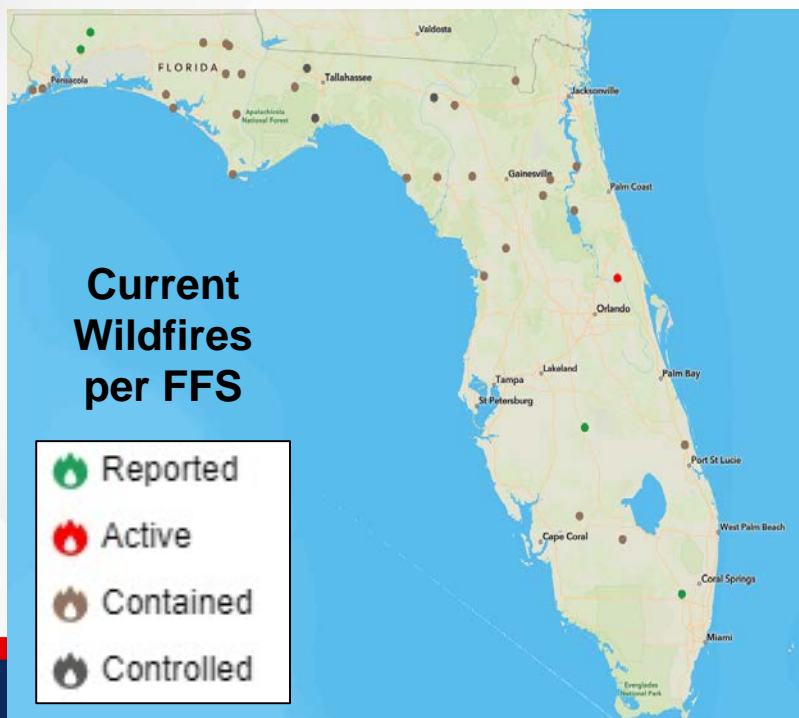 Valdosta
FLORIDA
Pensacola
Tallahassee
Jacksonville
Apalachicola
National Forest
Gainesville
Palm Coast
Current
Wildfires
per FFS
Orlando
Lakeland
Tampa
Palm Bay
St Petersburg
Port St Lucie
Reported
Active
Contained
Controlled
Cape Coral
West Palm Beach
Coral Springs
Miami
Everglades
National Park